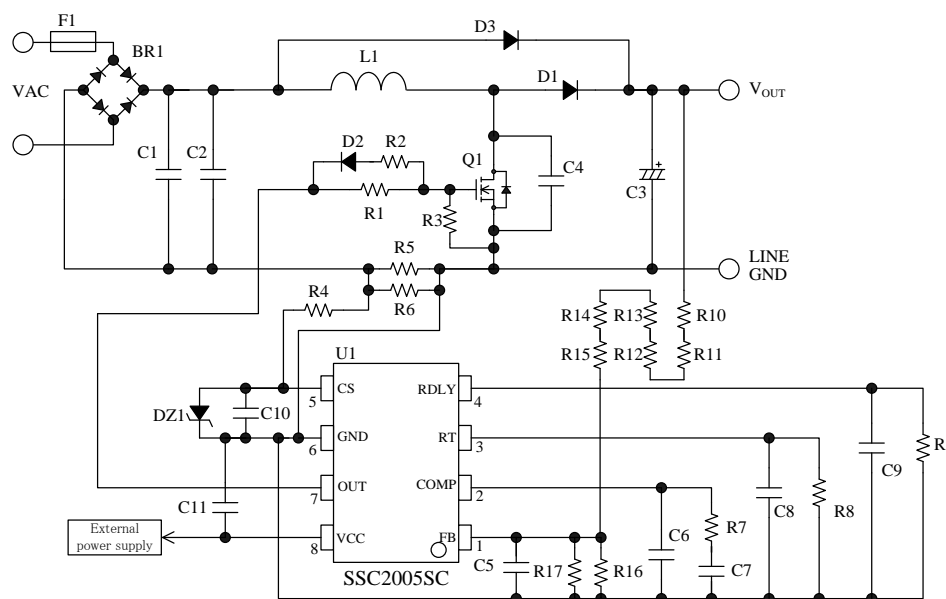 F1
BR1
VAC
C1
C2
L1
D3
D1
V_OUT
D2
R2
R1
Q1
R3
C4
C3
R5
R6
R4
LINE
GND
R14
R13
R10
R15
R12
R11
U1
CS
RDLY
5
4
DZ1
C10
GND
RT
6
3
OUT
COMP
7
2
VCC
FB
8
1
C11
External
power supply
SSC2005SC
C5
R17
R16
C6
R7
C7
C8
R8
C9
R